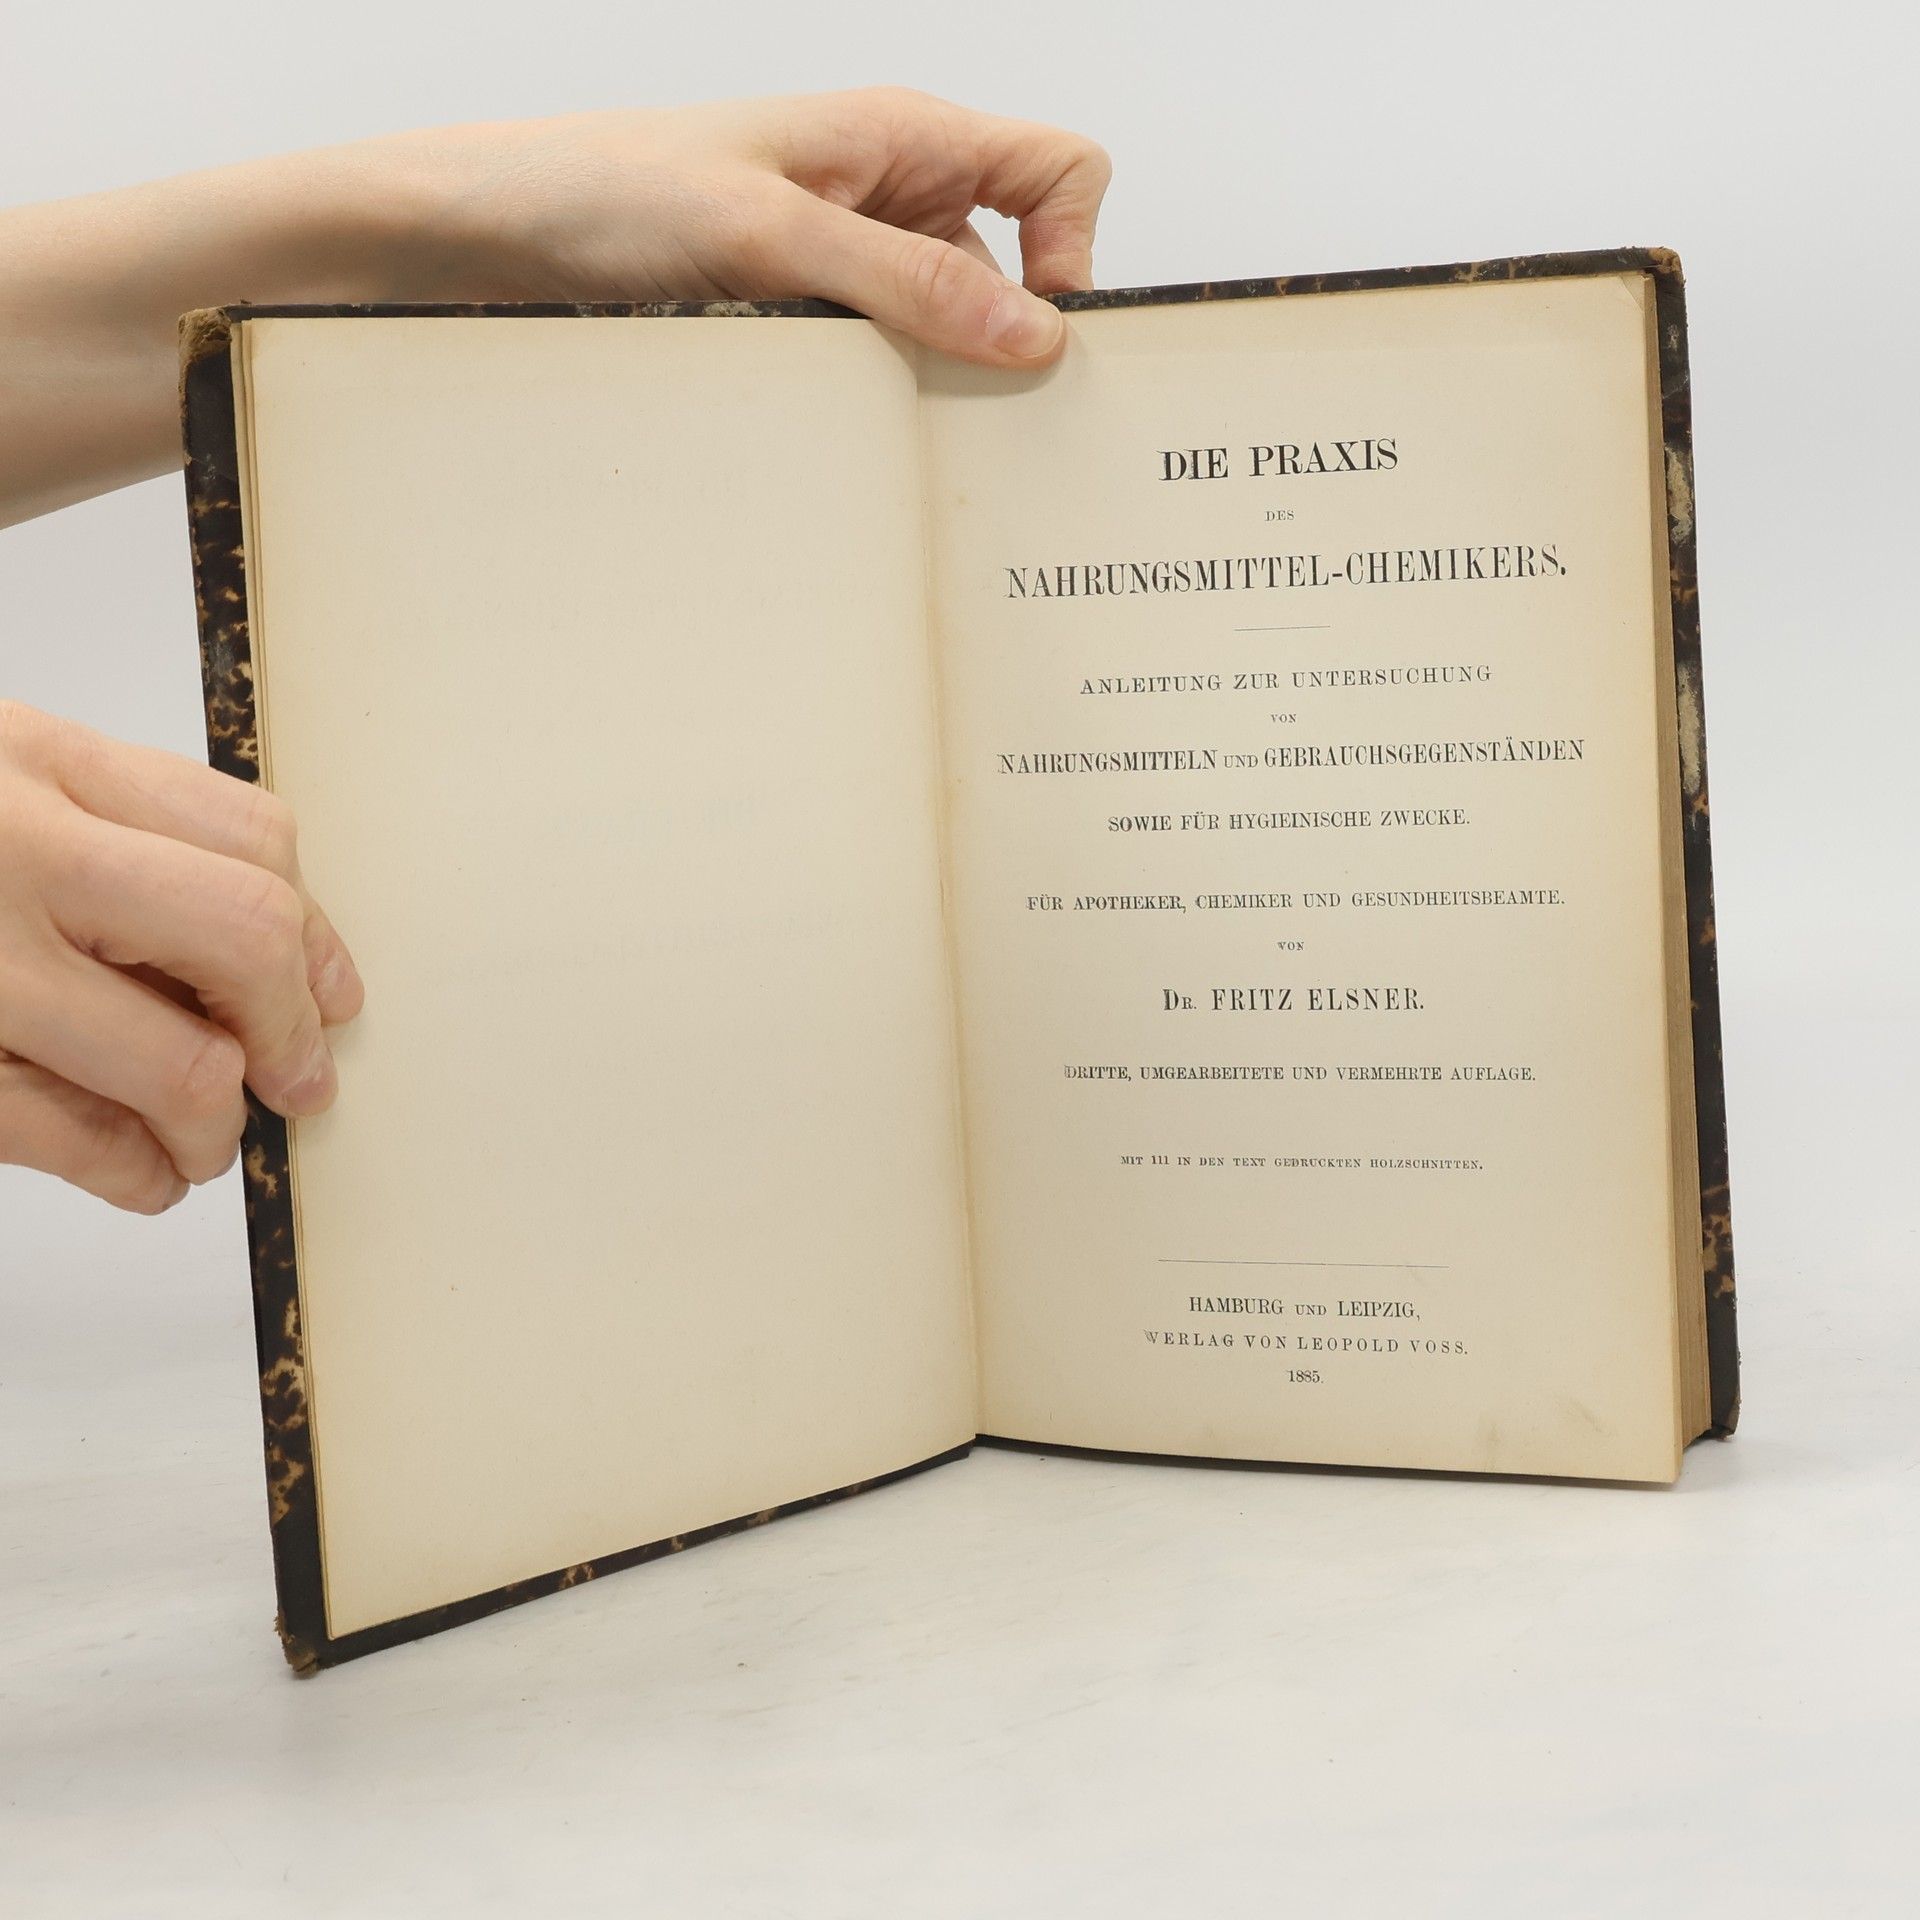 DIE PRAXIS
DES
NAHRUNGSMITTEL-CHEMIKERS.
ANLEITUNG ZUR UNTERSUCHUNG
VON
NAHRUNGSMITTELN UND GEBRAUCHSGEGENSTÄNDEN
SOWIE FÜR HYGIEINISCHE ZWECKE.
FÜR APOTHEKER, CHEMIKER UND GESUNDHEITSBEAMTE.
VON
DR. FRITZ ELSNER.
DRITTE, UMGEARBEITETE UND VERMEHRTE AUFLAGE.
MIT 111 IN DEN TEXT GEDRUCKTEN HOLZSCHNITTEN.
HAMBURG UND LEIPZIG,
VERLAG VON LEOPOLD VOSS.
1885.